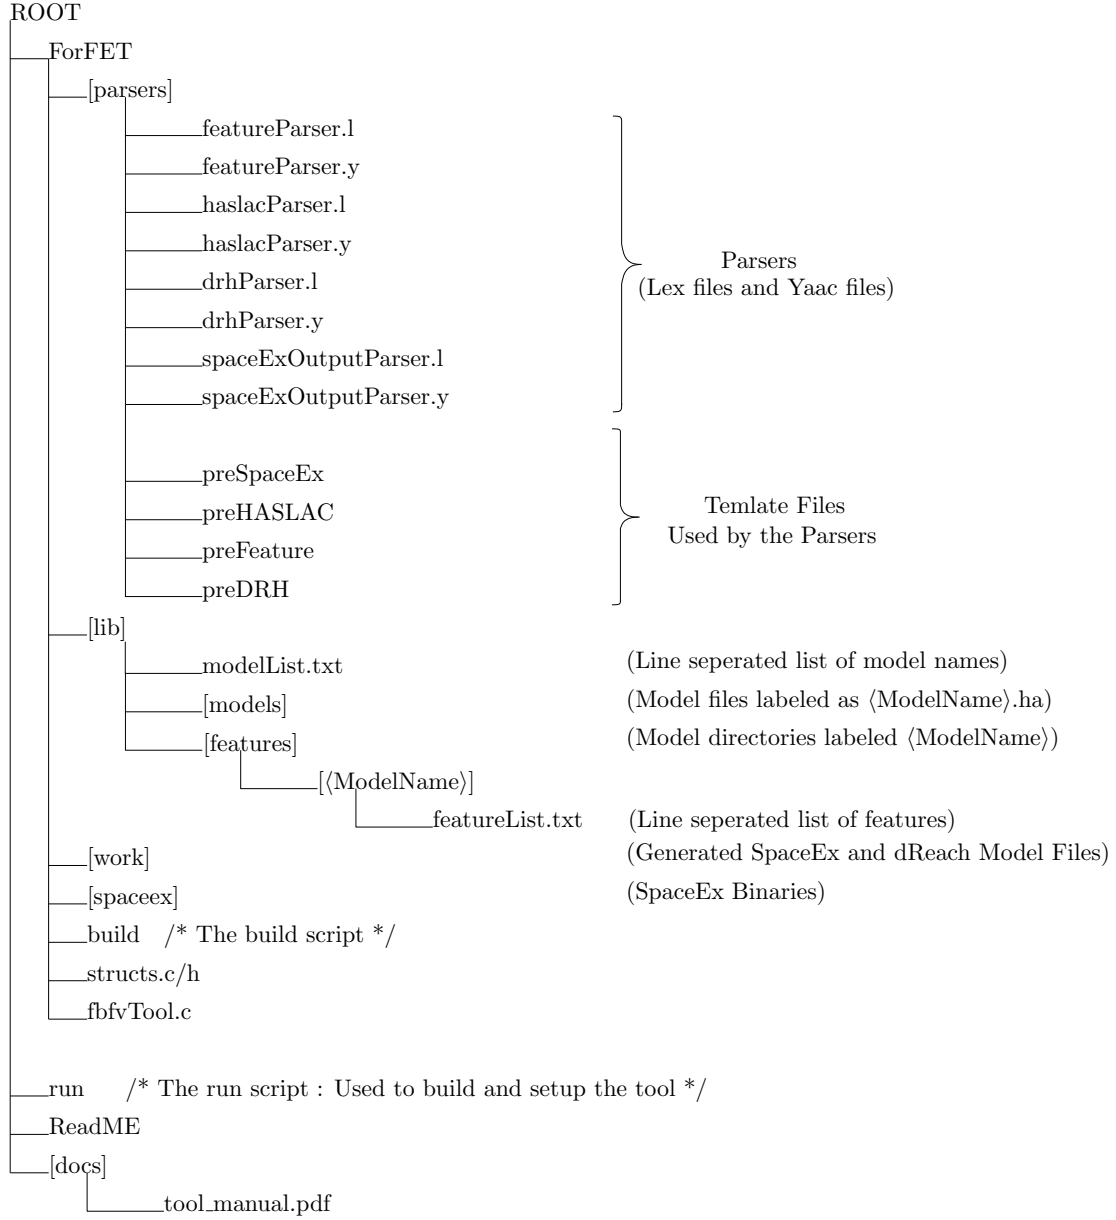 ROOT
ForFET
[parsers]
featureParser.l
featureParser.y
haslacParser.l
haslacParser.y
drhParser.l
drhParser.y
spaceExOutputParser.l
spaceExOutputParser.y
Parsers
(Lex files and Yaac files)
preSpaceEx
preHASLAC
preFeature
preDRH
Temlate Files
Used by the Parsers
[lib]
modelList.txt (Line seperated list of model names)
[models] (Model files labeled as ⟨ModelName⟩.ha)
[features] (Model directories labeled ⟨ModelName⟩)
[⟨ModelName⟩]
featureList.txt (Line seperated list of features)
[work] (Generated SpaceEx and dReach Model Files)
[spaceex] (SpaceEx Binaries)
build /* The build script */
structs.c/h
fbfvTool.c
run /* The run script : Used to build and setup the tool */
ReadME
[docs]
tool_manual.pdf